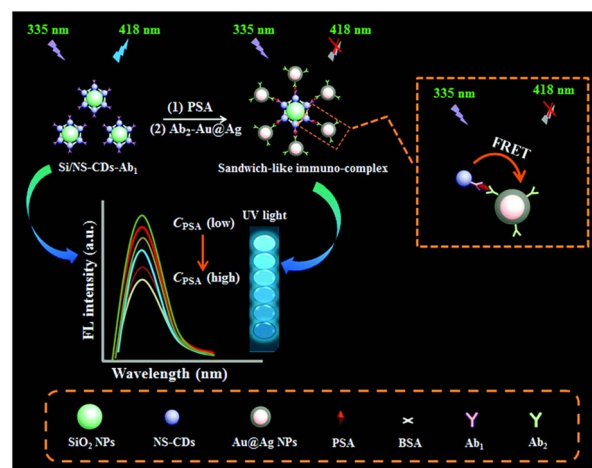 335 nm 418 nm 335 nm 418 nm
335 nm 418 nm
(1) PSA
(2) Ab2-Au@Ag
FRET
Si/NS-CDs-Ab1
Sandwich-like immuno-complex
UV light
CPSA (low)
CPSA (high)
FL intensity (a.u.)
Wavelength (nm)
SiO2 NPs NS-CDs Au@Ag NPs PSA BSA Ab1 Ab2